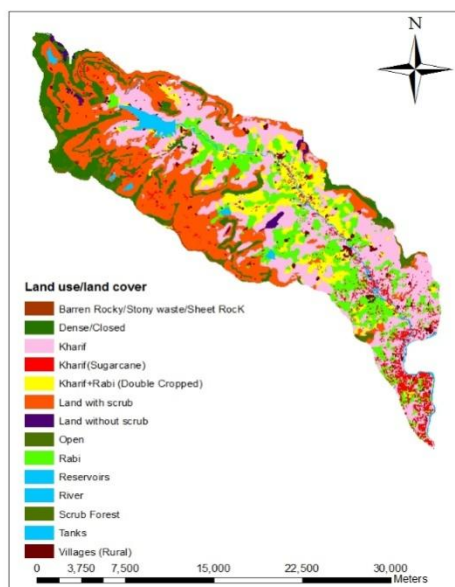 N
Land use/land cover
Barren Rocky/Stony waste/Sheet RocK
Dense/Closed
Kharif
Kharif(Sugarcane)
Kharif+Rabi (Double Cropped)
Land with scrub
Land without scrub
Open
Rabi
Reservoirs
River
Scrub Forest
Tanks
Villages (Rural)
0 3,750 7,500 15,000 22,500 30,000
Meters